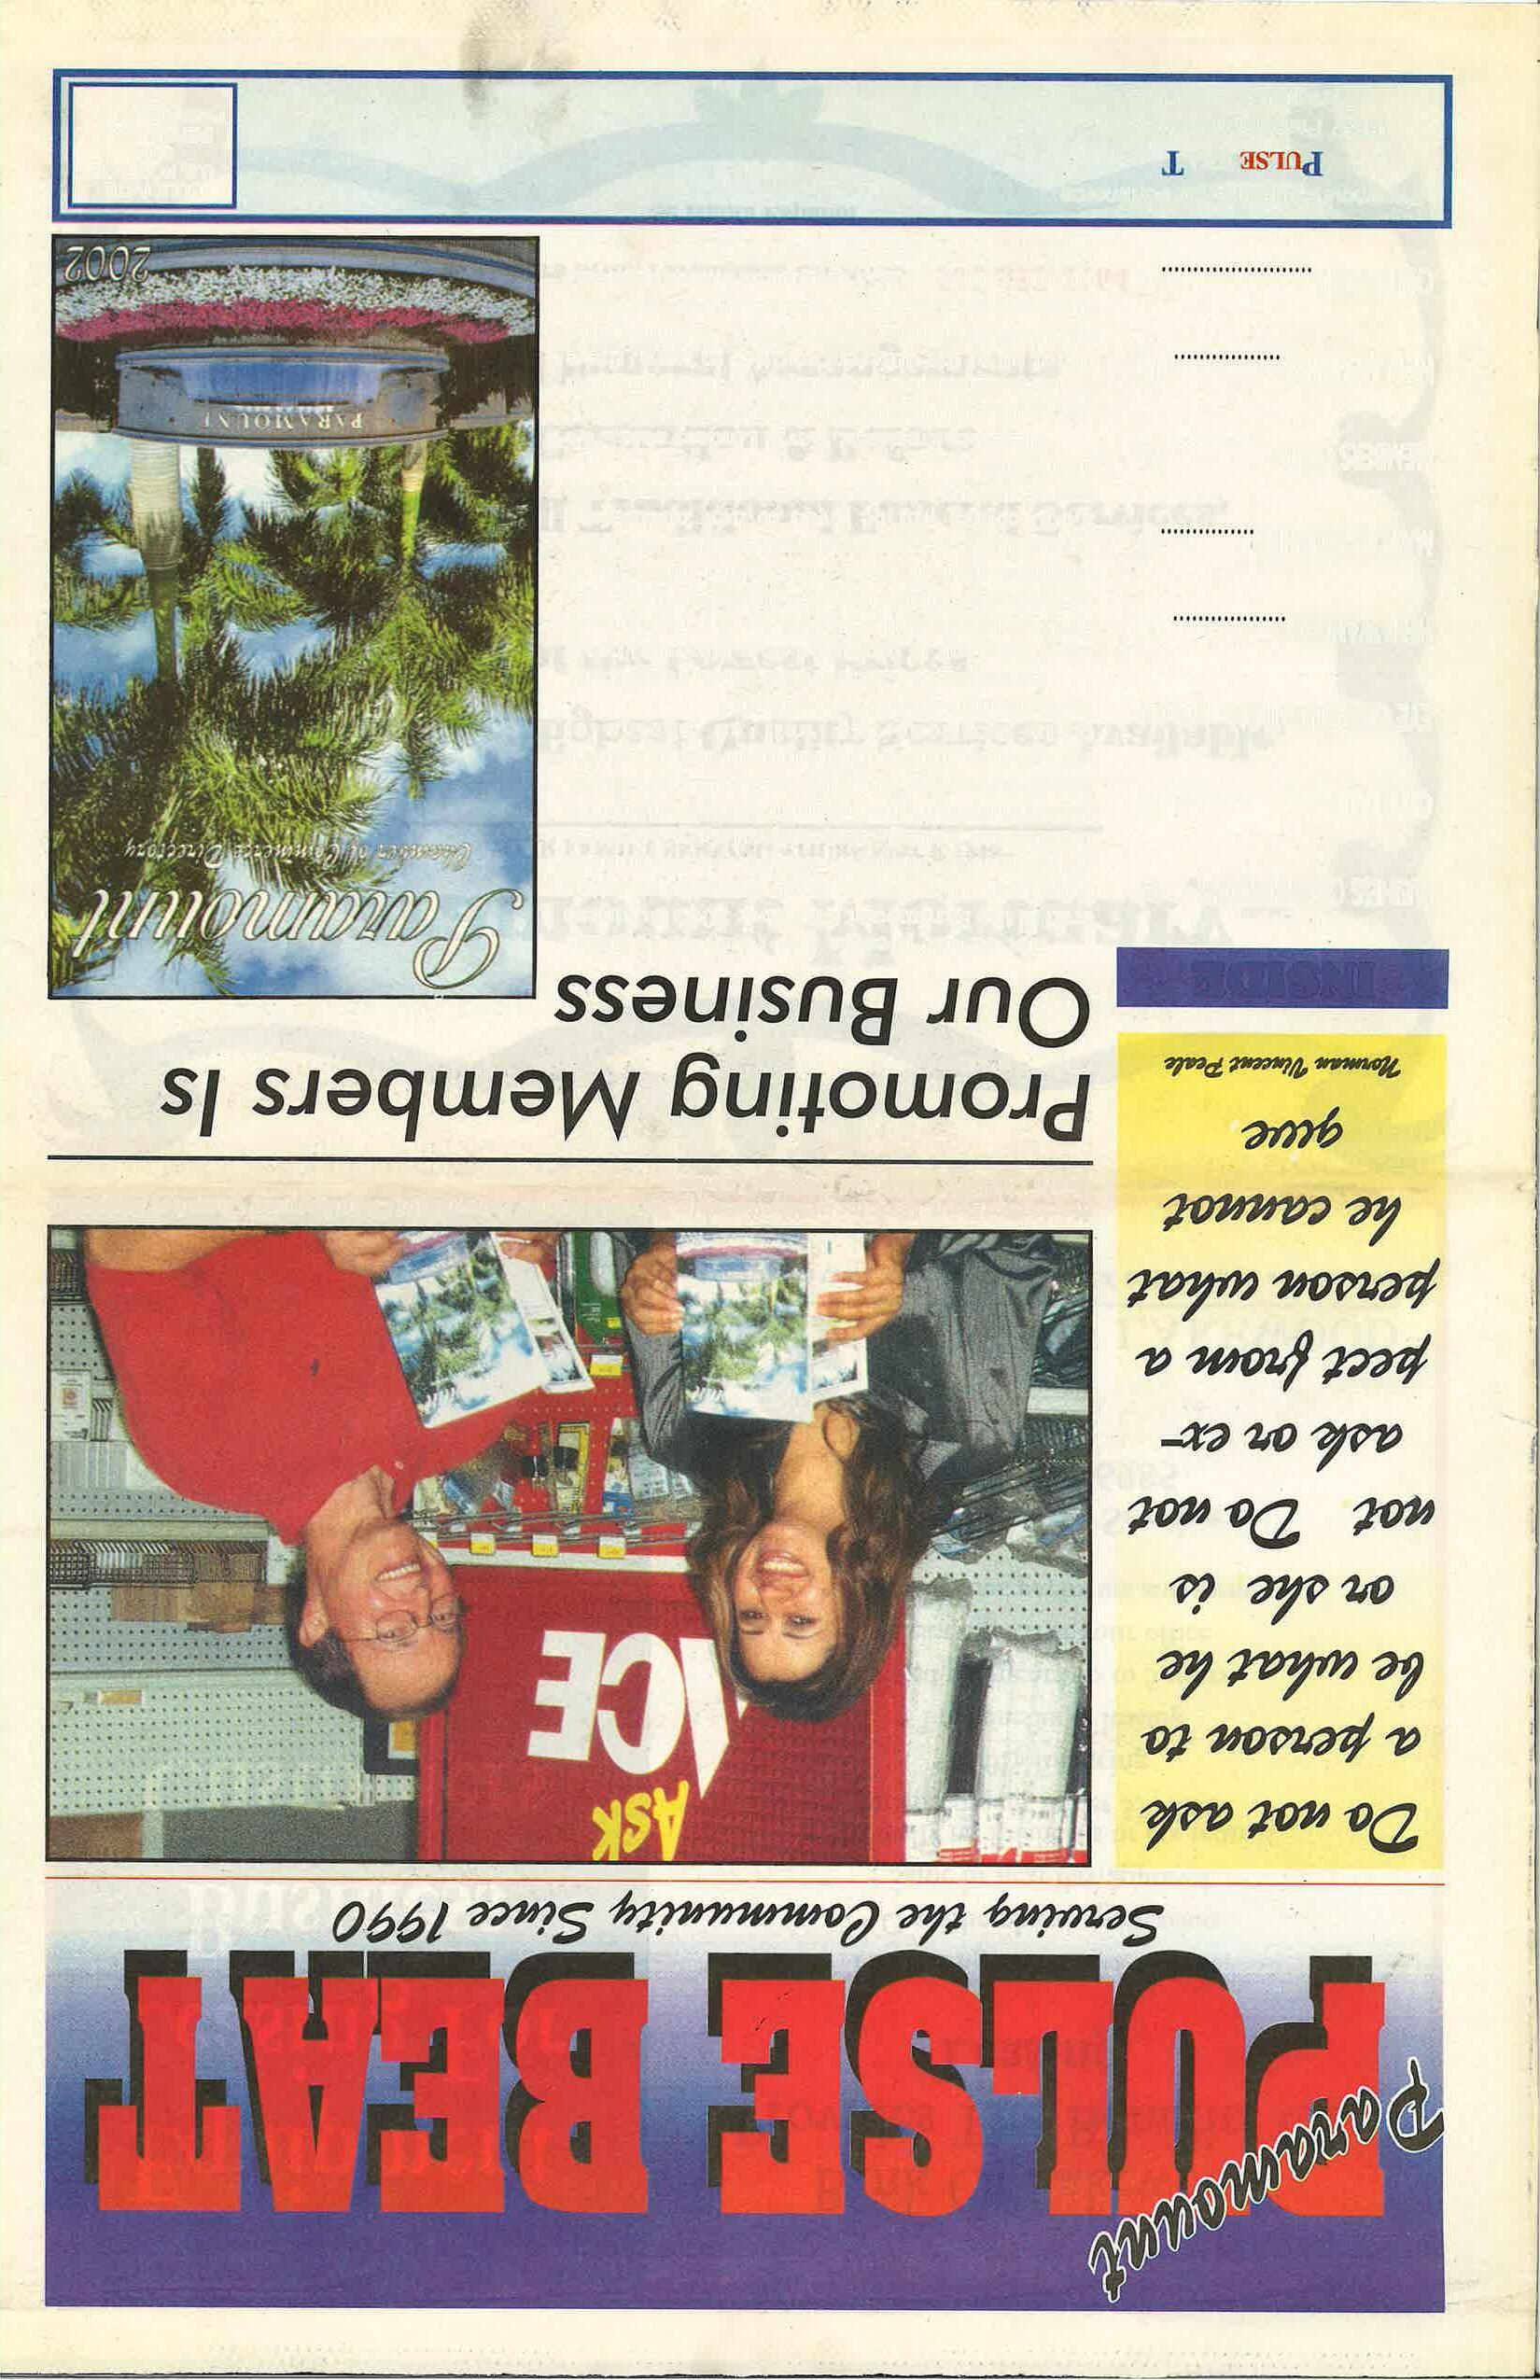 Paramount
PULSE BEAT
Serving the Community Since 1990
Do not ask
a person to
be what he
or she is
not Do not
ask or ex-
pect from a
person what
he cannot
give
Norman Vincent Peale
ASK
ACE
Promoting Members Is
Our Business
INSIDE
Paramount
Chamber of Commerce Directory
PARAMOUNT
2002
..........................
..................
................
...................
PULSE T